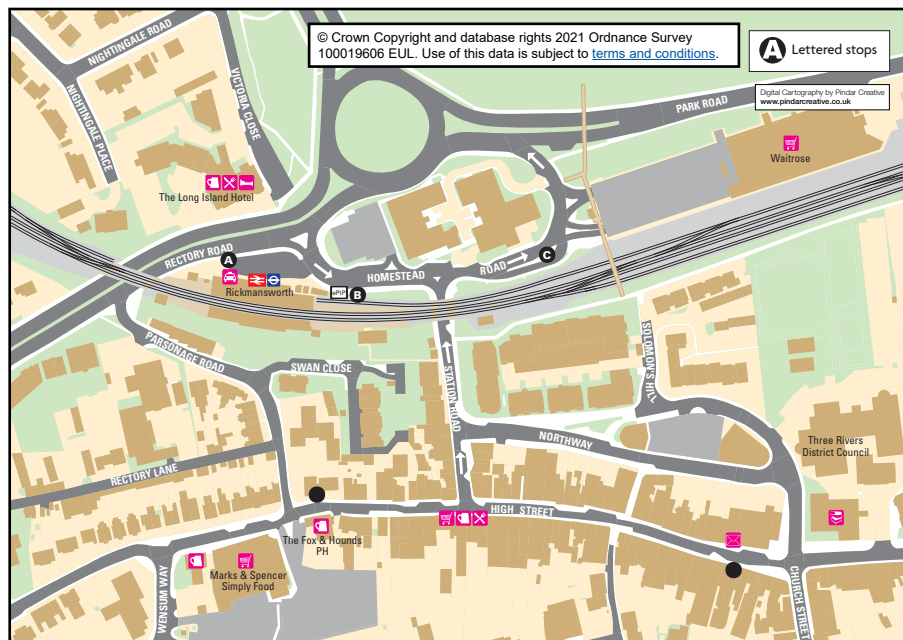 © Crown Copyright and database rights 2021 Ordnance Survey
100019606 EUL. Use of this data is subject to terms and conditions.
A Lettered stops
Digital Cartography by Pindar Creative
www.pindarcreative.co.uk
NIGHTINGALE ROAD
NIGHTINGALE PLACE
VICTORIA CLOSE
PARK ROAD
Waitrose
The Long Island Hotel
RECTORY ROAD
A
Rickmansworth
ePIP
B
HOMESTEAD
ROAD
C
PARSONAGE ROAD
SWAN CLOSE
STATION ROAD
SOLOMON'S HILL
NORTHWAY
Three Rivers
District Council
RECTORY LANE
HIGH STREET
The Fox & Hounds
PH
Marks & Spencer
Simply Food
WENSUM WAY
CHURCH STREET